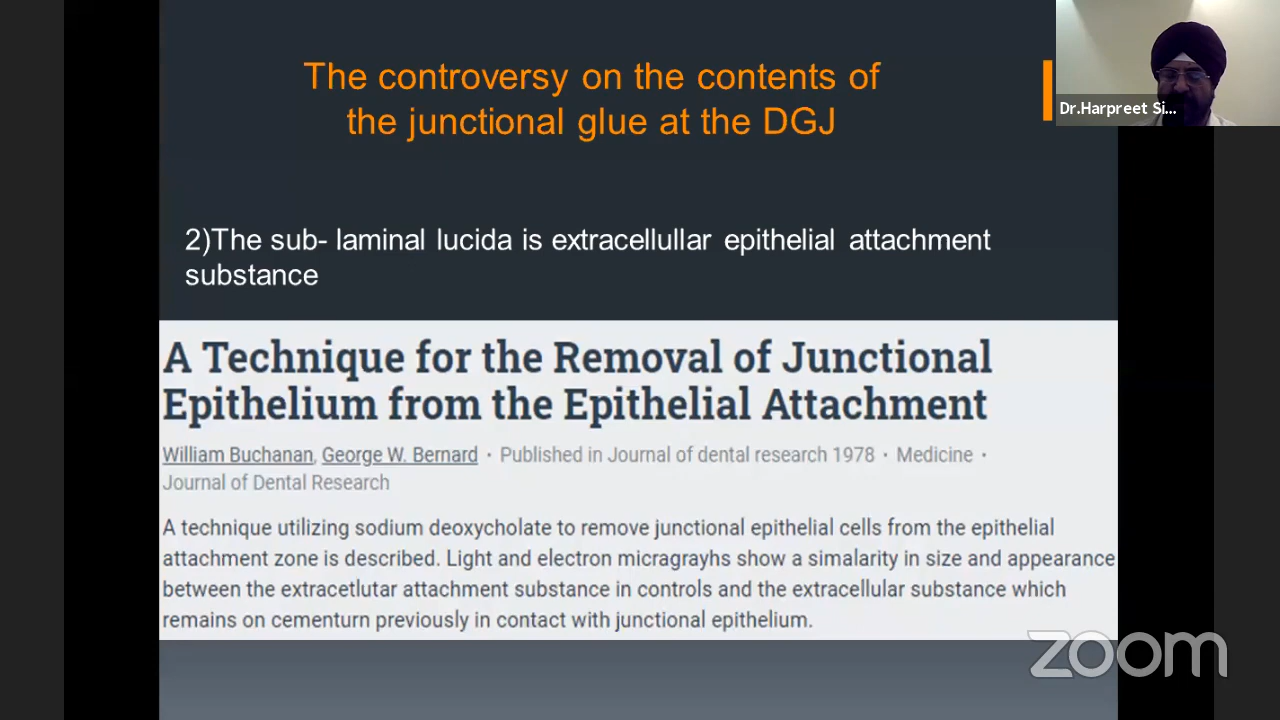 The controversy on the contents of
the junctional glue at the DGJ
Dr.Harpreet Si...
2)The sub- laminal lucida is extracellullar epithelial attachment
substance
A Technique for the Removal of Junctional
Epithelium from the Epithelial Attachment
William Buchanan, George W. Bernard · Published in Journal of dental research 1978 · Medicine ·
Journal of Dental Research
A technique utilizing sodium deoxycholate to remove junctional epithelial cells from the epithelial
attachment zone is described. Light and electron micragrayhs show a simalarity in size and appearance
between the extracetlutar attachment substance in controls and the extracellular substance which
remains on cementurn previously in contact with junctional epithelium.
zoom